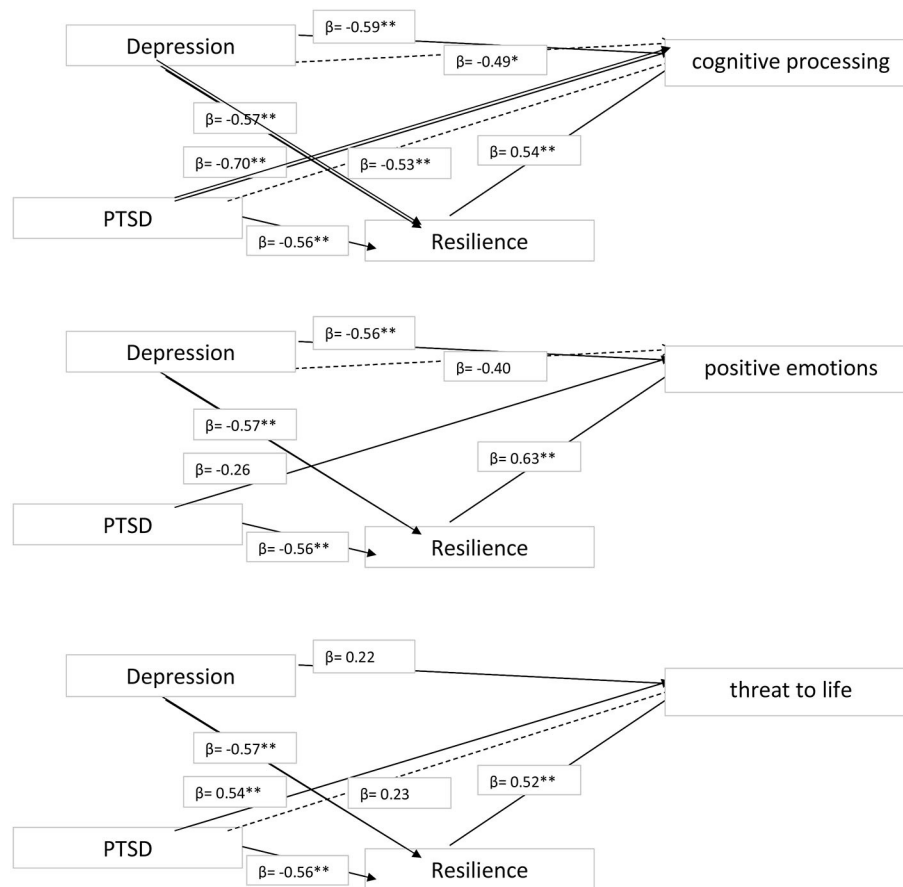 β= -0.59**
Depression
β= -0.49*
cognitive processing
β= -0.57**
β= 0.54**
β= -0.70**
β= -0.53**
PTSD
β= -0.56**
Resilience
β= -0.56**
Depression
β= -0.40
positive emotions
β= -0.57**
β= 0.63**
β= -0.26
PTSD
β= -0.56**
Resilience
β= 0.22
Depression
threat to life
β= -0.57**
β= 0.52**
β= 0.54**
β= 0.23
PTSD
β= -0.56**
Resilience